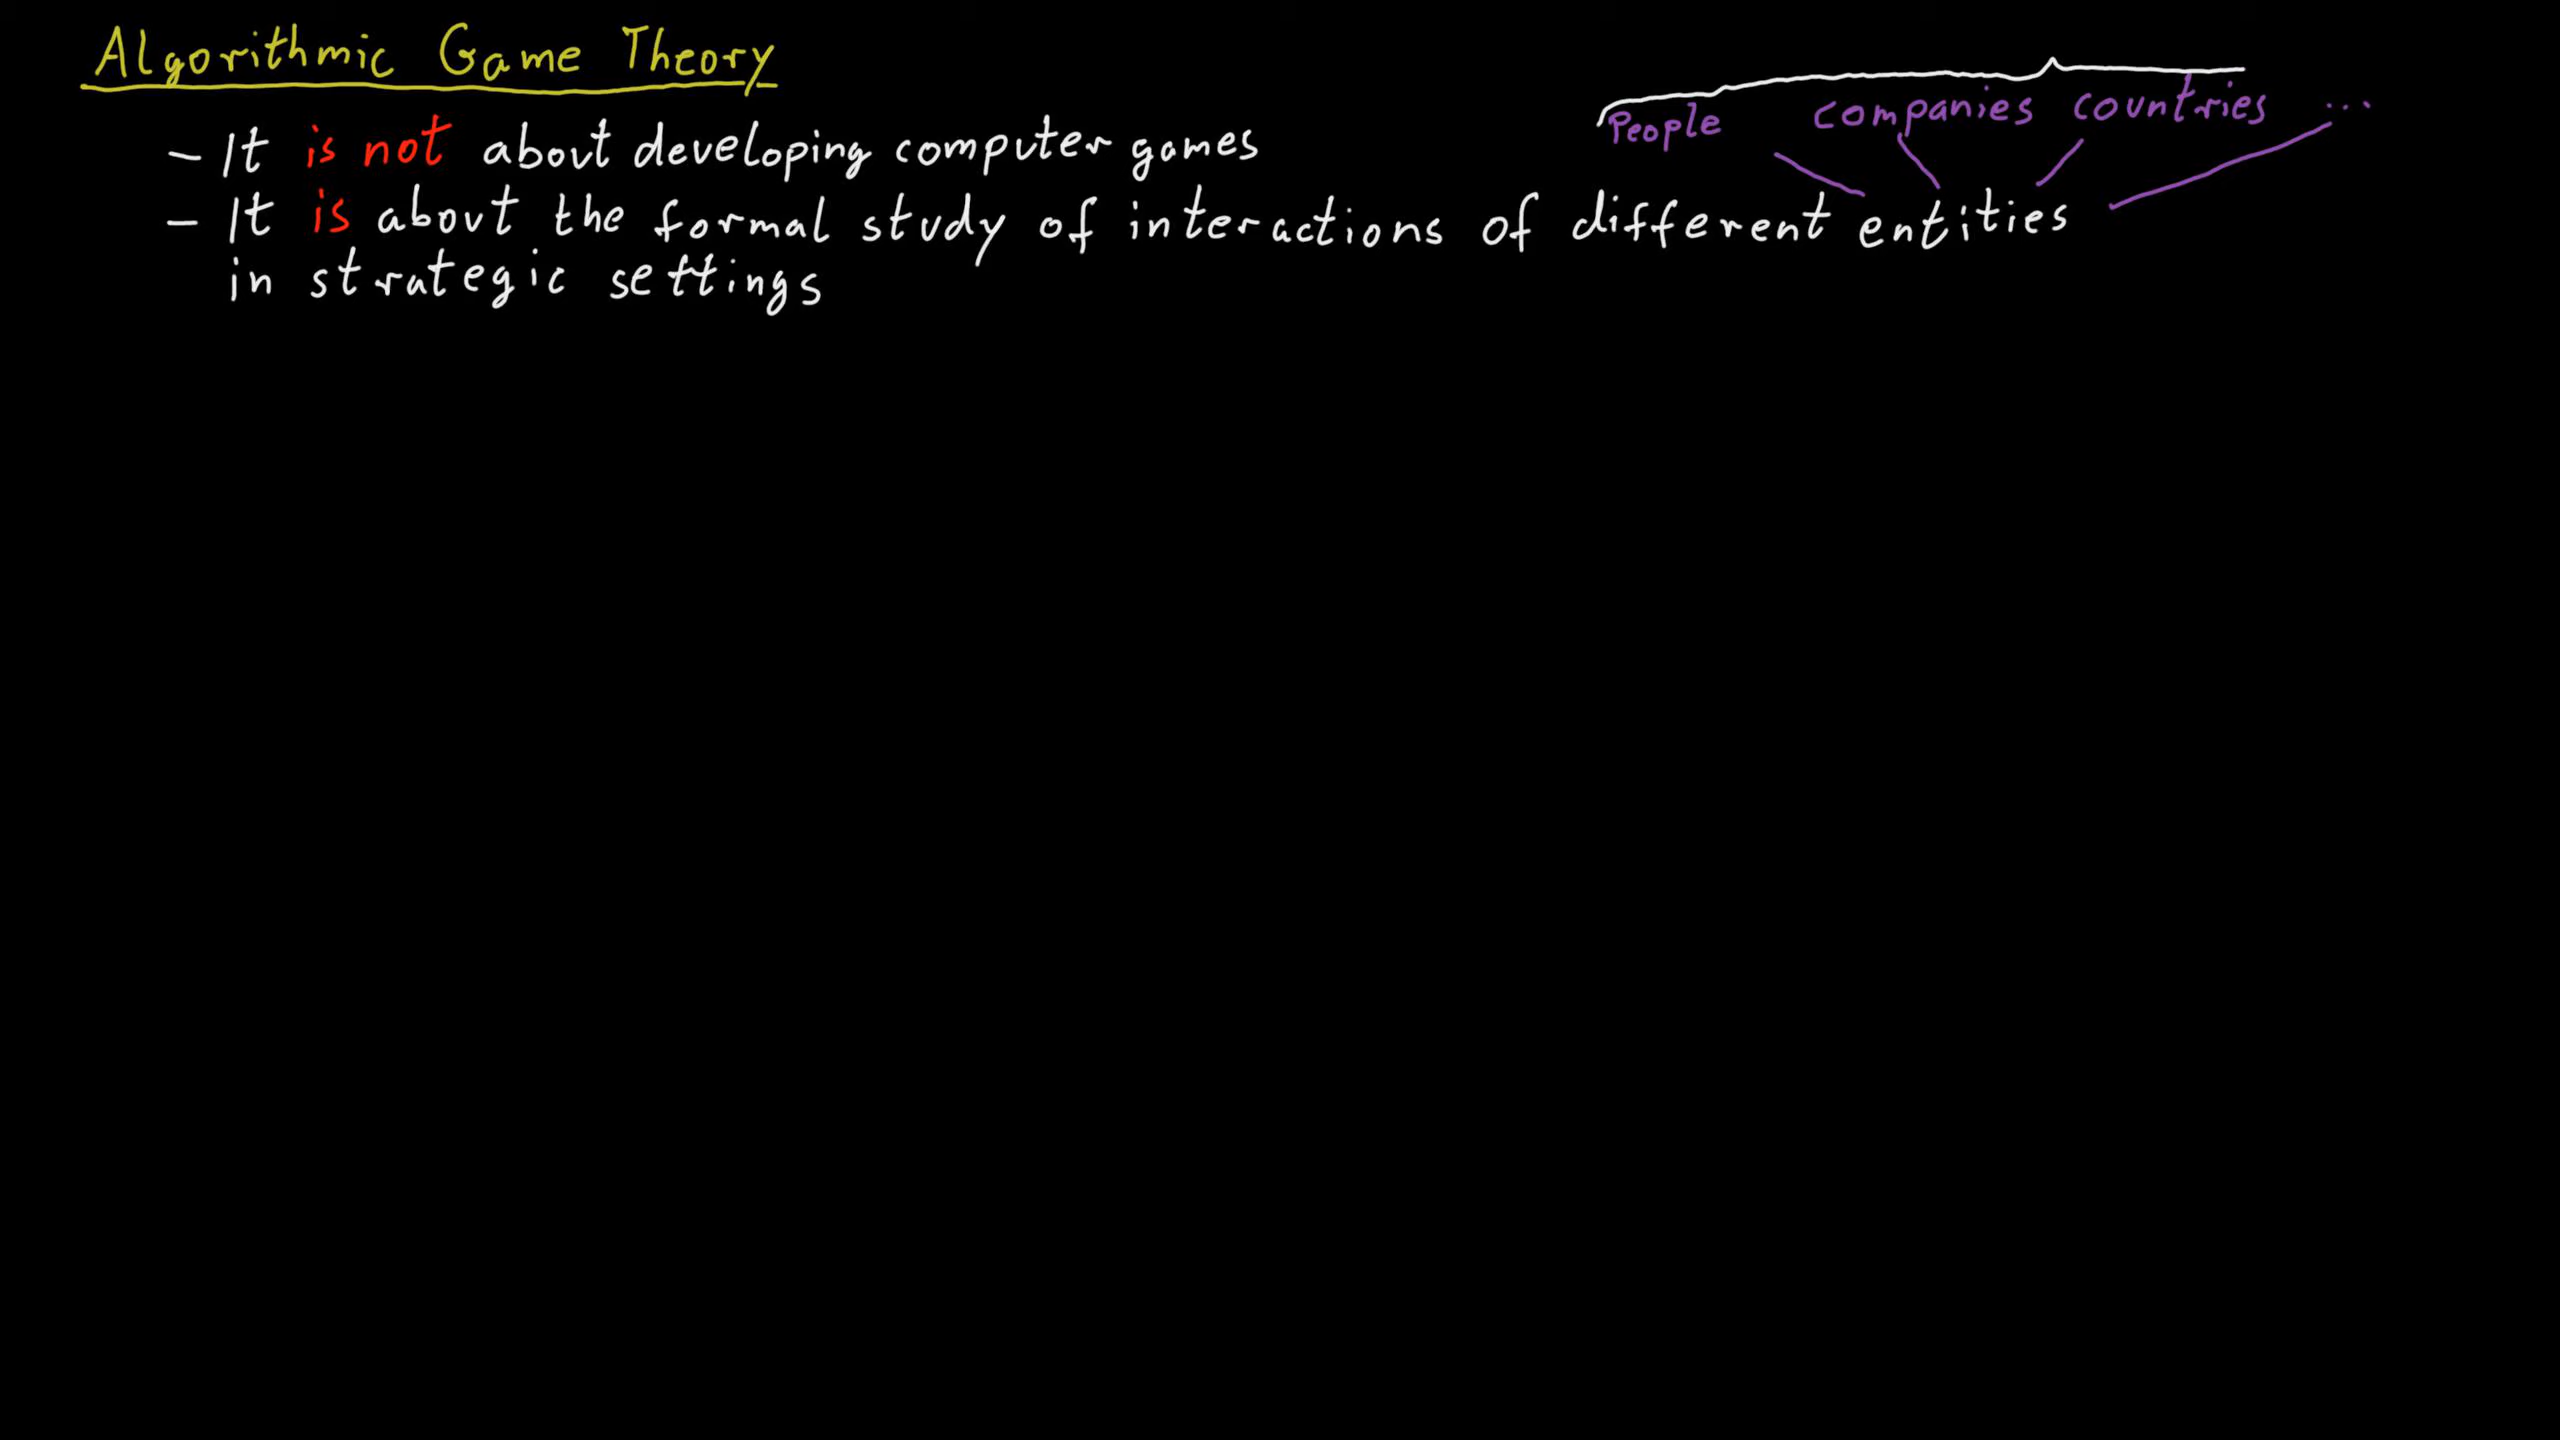 Algorithmic Game Theory
People companies countries ...
- It is not about developing computer games
- It is about the formal study of interactions of different entities
in strategic settings